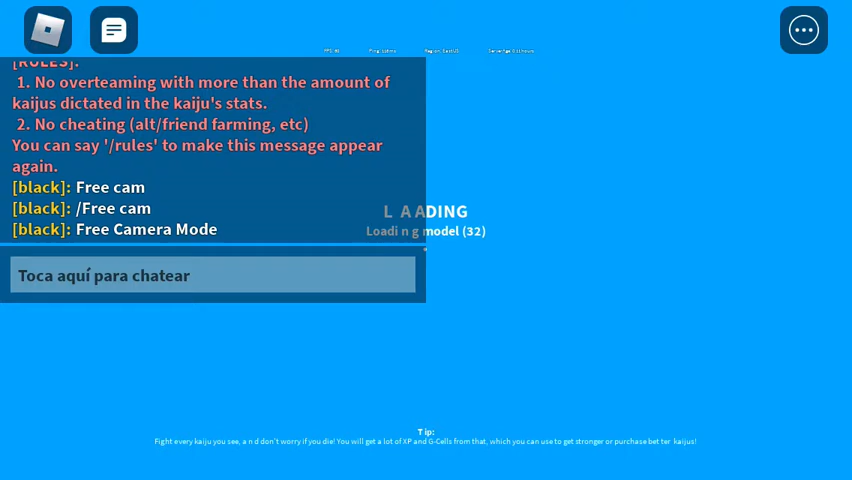 [RULES]:
1. No overteaming with more than the amount of
kaijus dictated in the kaiju's stats.
2. No cheating (alt/friend farming, etc)
You can say '/rules' to make this message appear
again.
[black]: Free cam
[black]: /Free cam
[black]: Free Camera Mode
L A A DING
Loadi n g model (32)
Toca aquí para chatear
T ip:
Fight every kaiju you see, a n d don't worry if you die! You will get a lot of XP and G-Cells from that, which you can use to get stronger or purchase bet ter kaijus!